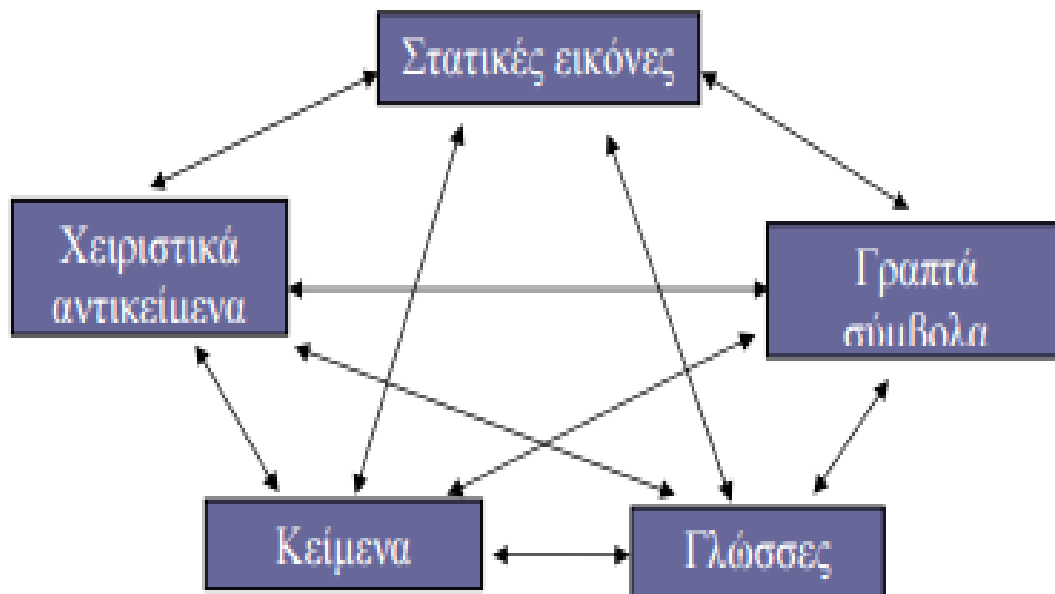 Στατικές εικόνες
Χειριστικά
αντικείμενα
Γραπτά
σύμβολα
Κείμενα
Γλώσσες